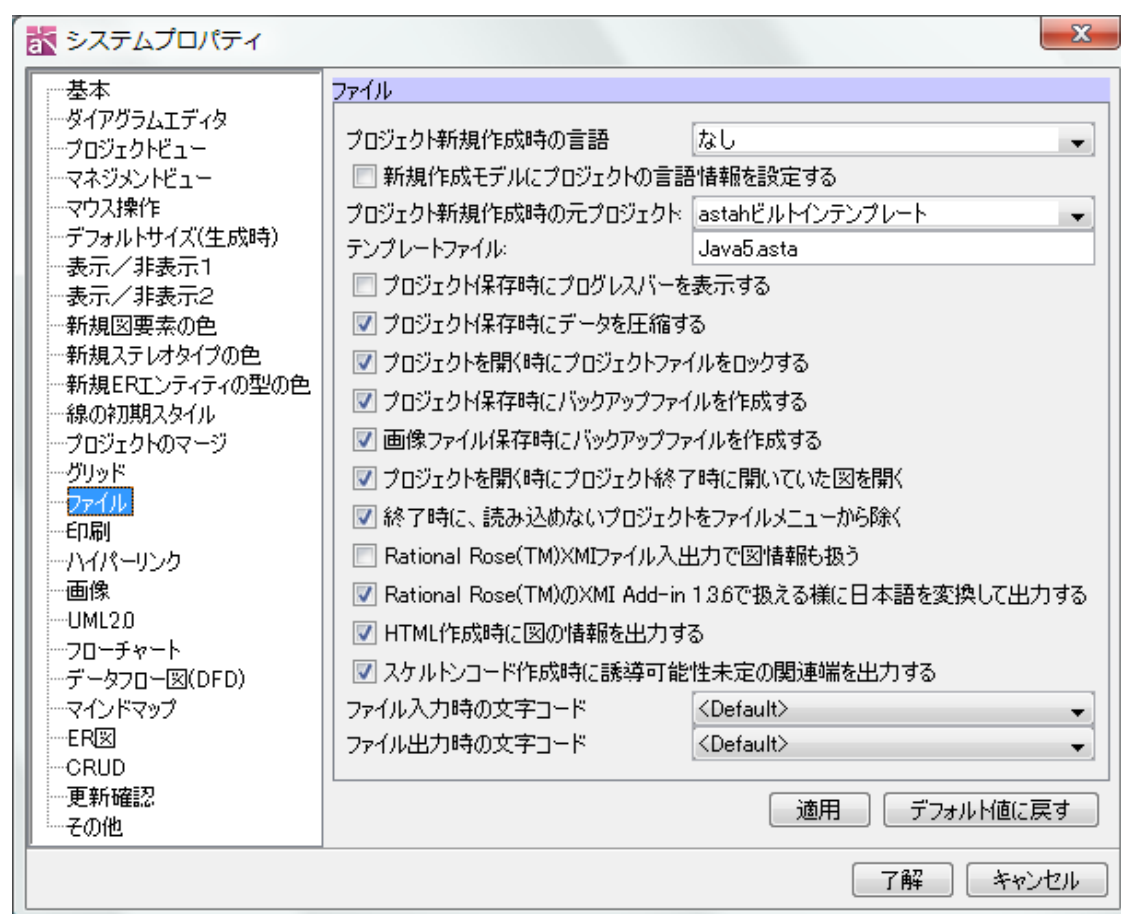 システムプロパティ
基本
ダイアグラムエディタ
プロジェクトビュー
マネジメントビュー
マウス操作
デフォルトサイズ(生成時)
表示／非表示1
表示／非表示2
新規図要素の色
新規ステレオタイプの色
新規ERエンティティの型の色
線の初期スタイル
プロジェクトのマージ
グリッド
ファイル
印刷
ハイパーリンク
画像
UML2.0
フローチャート
データフロー図(DFD)
マインドマップ
ER図
CRUD
更新確認
その他
ファイル
プロジェクト新規作成時の言語 なし
新規作成モデルにプロジェクトの言語情報を設定する
プロジェクト新規作成時の元プロジェクト: astahビルトインテンプレート
テンプレートファイル: Java5.asta
プロジェクト保存時にプログレスバーを表示する
プロジェクト保存時にデータを圧縮する
プロジェクトを開く時にプロジェクトファイルをロックする
プロジェクト保存時にバックアップファイルを作成する
画像ファイル保存時にバックアップファイルを作成する
プロジェクトを開く時にプロジェクト終了時に開いていた図を開く
終了時に、読み込めないプロジェクトをファイルメニューから除く
Rational Rose(TM)XMIファイル入出力で図情報も扱う
Rational Rose(TM)のXMI Add-in 1.3.6で扱える様に日本語を変換して出力する
HTML作成時に図の情報を出力する
スケルトンコード作成時に誘導可能性未定の関連端を出力する
ファイル入力時の文字コード <Default>
ファイル出力時の文字コード <Default>
適用 デフォルト値に戻す
了解 キャンセル